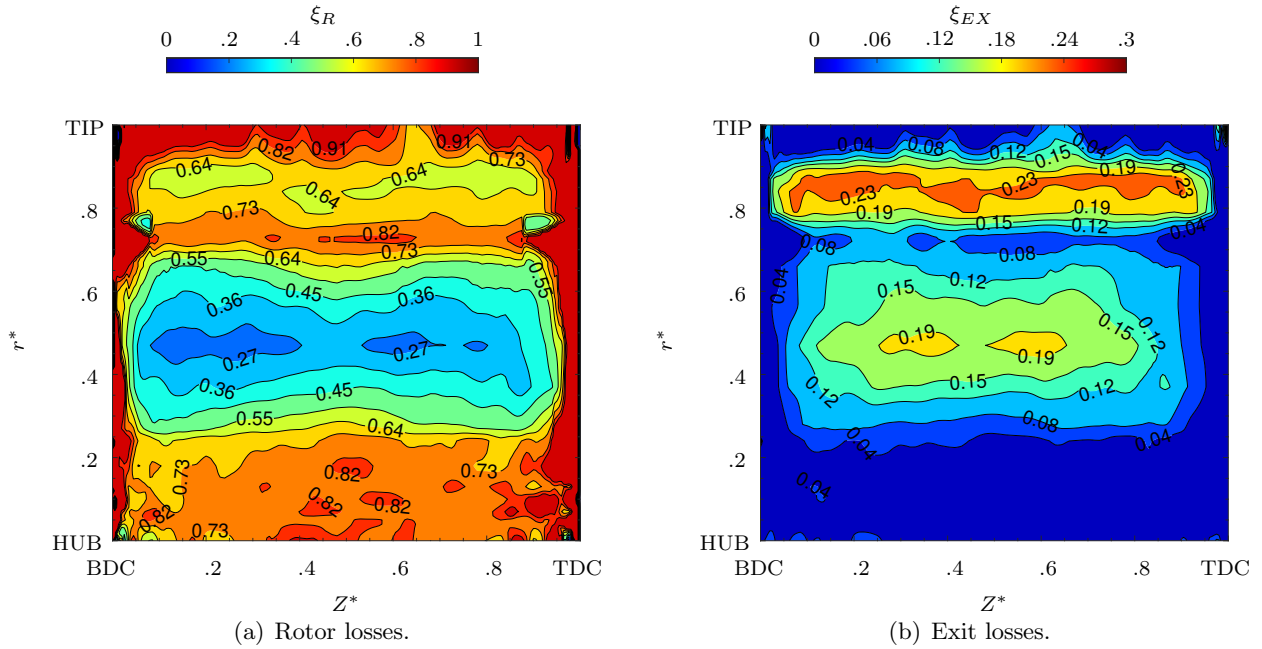 ξ_R
0 .2 .4 .6 .8 1
TIP
.8
.6
.4
.2
HUB
r*
0.64 0.82 0.91 0.91 0.73
0.64 0.64
0.73
0.82
0.55 0.64 0.73 0.55
0.36 0.45 0.36
0.27 0.27
0.36 0.45
0.55 0.64
0.73 0.82 0.73
0.82 0.82 0.82
0.73
BDC .2 .4 .6 .8 TDC
Z*
(a) Rotor losses.
ξ_EX
0 .06 .12 .18 .24 .3
TIP
.8
.6
.4
.2
HUB
r*
0.04 0.08 0.12 0.15 0.04
0.19
0.23 0.23 0.23
0.19 0.15 0.19
0.12 0.04
0.08 0.08
0.04 0.15 0.12
0.19 0.19 0.15 0.12
0.12 0.15 0.12
0.08
0.04 0.04
0.04
BDC .2 .4 .6 .8 TDC
Z*
(b) Exit losses.